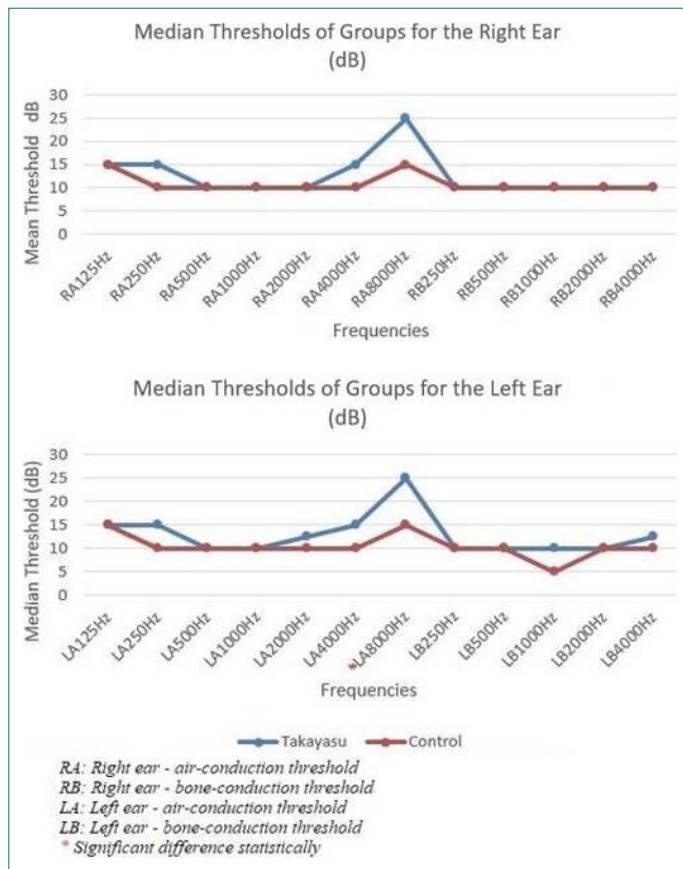 Median Thresholds of Groups for the Right Ear
(dB)
Mean Threshold dB
30
25
20
15
10
5
0
RA125Hz
RA250Hz
RA500Hz
RA1000Hz
RA2000Hz
RA4000Hz
RA8000Hz
RB250Hz
RB500Hz
RB1000Hz
RB2000Hz
RB4000Hz
Frequencies
Median Thresholds of Groups for the Left Ear
(dB)
Median Threshold (dB)
30
25
20
15
10
5
0
LA125Hz
LA250Hz
LA500Hz
LA1000Hz
LA2000Hz
LA4000Hz
*LA8000Hz
LB250Hz
LB500Hz
LB1000Hz
LB2000Hz
LB4000Hz
Frequencies
Takayasu Control
RA: Right ear - air-conduction threshold
RB: Right ear - bone-conduction threshold
LA: Left ear - air-conduction threshold
LB: Left ear - bone-conduction threshold
* Significant difference statistically